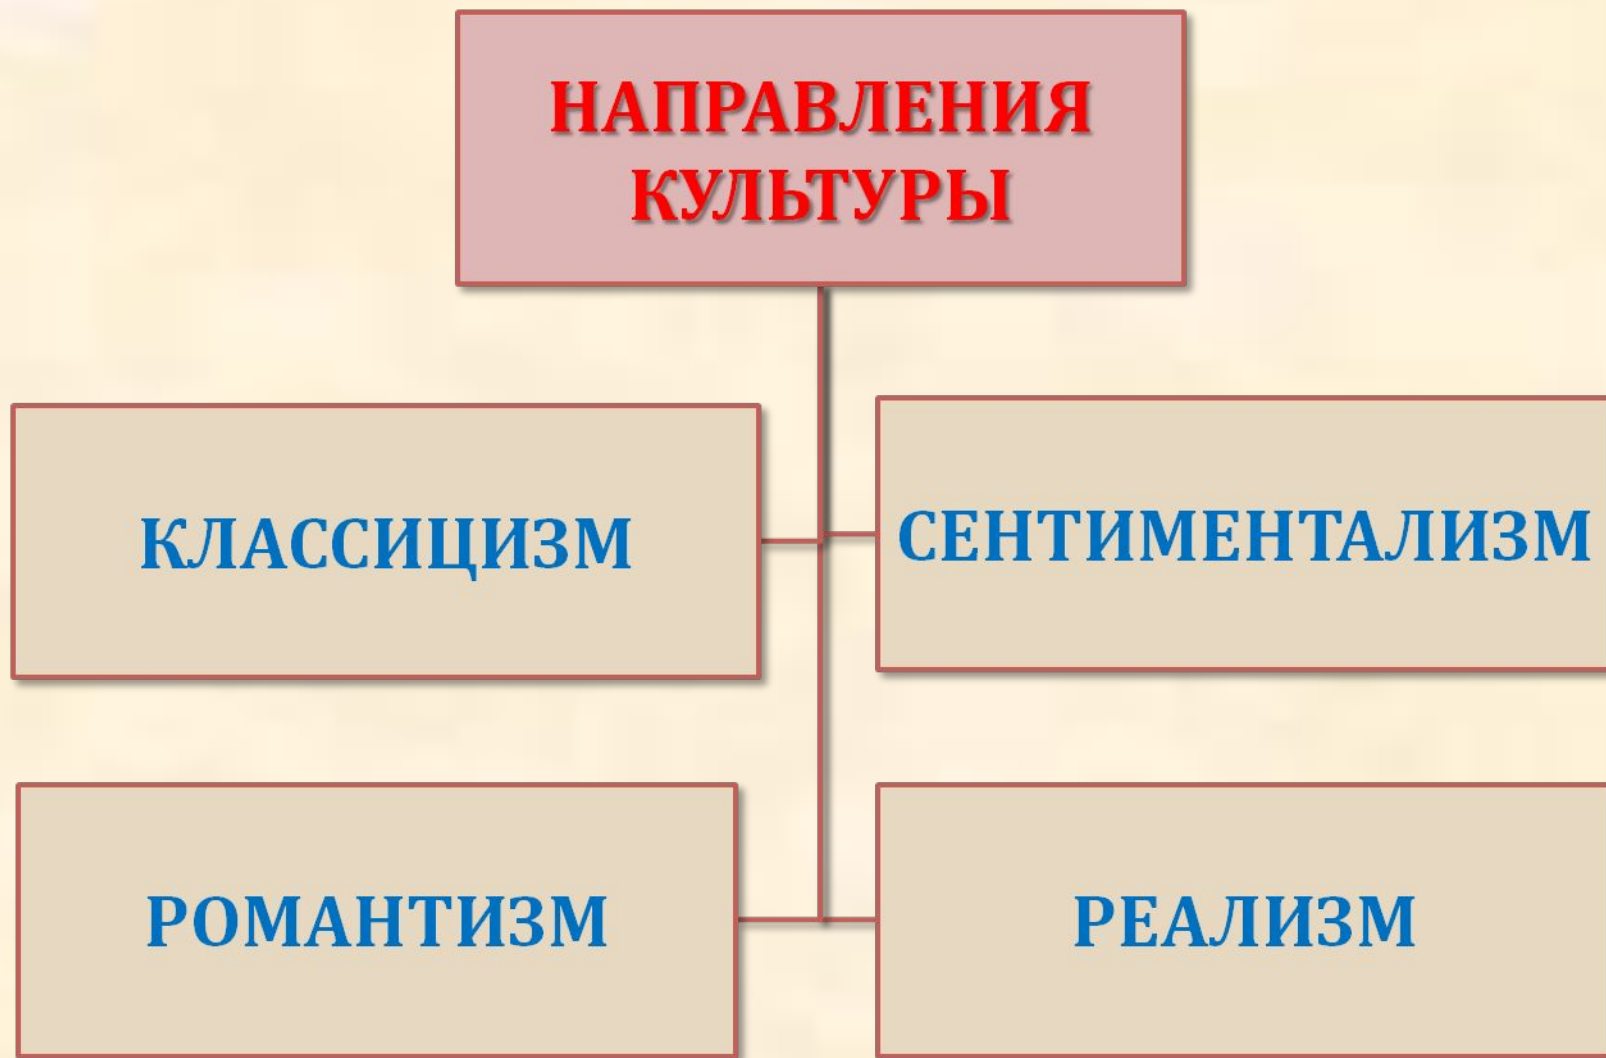 НАПРАВЛЕНИЯ
КУЛЬТУРЫ
КЛАССИЦИЗМ
СЕНТИМЕНТАЛИЗМ
РОМАНТИЗМ
РЕАЛИЗМ